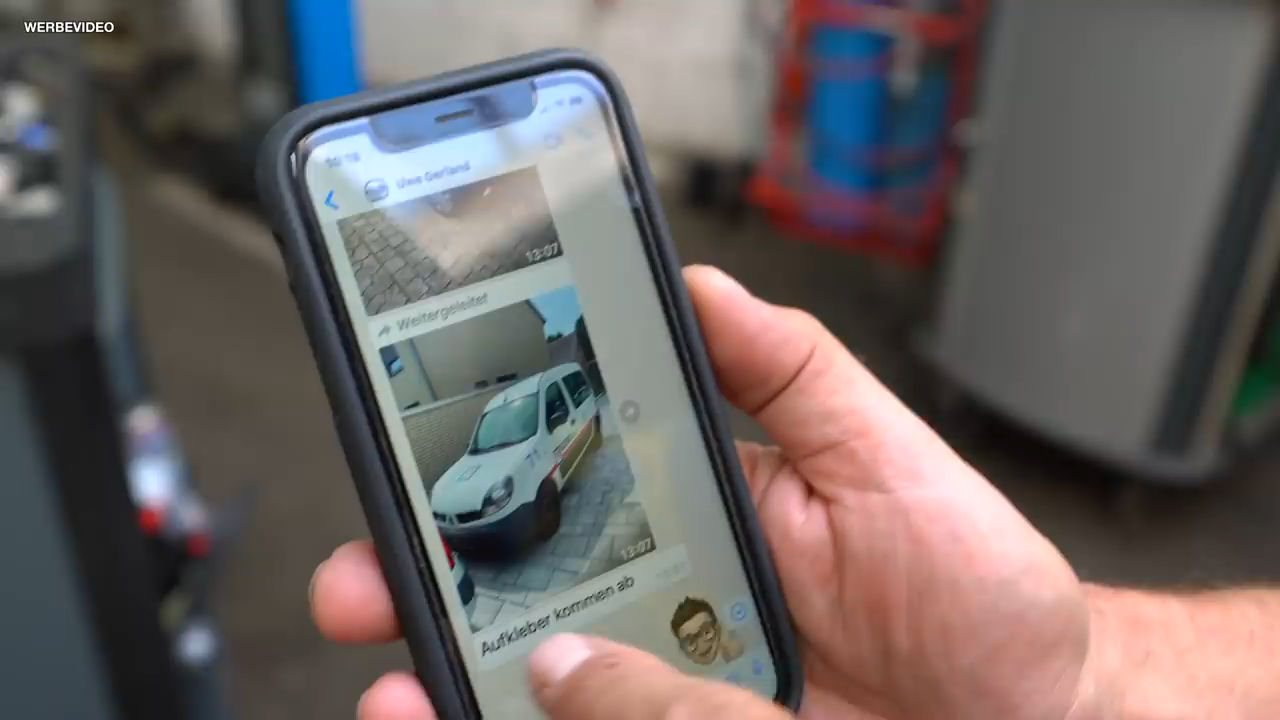 WERBEVIDEO
Uwe Gerland
13:07
Weitergeleitet
13:07
Aufkleber kommen ab